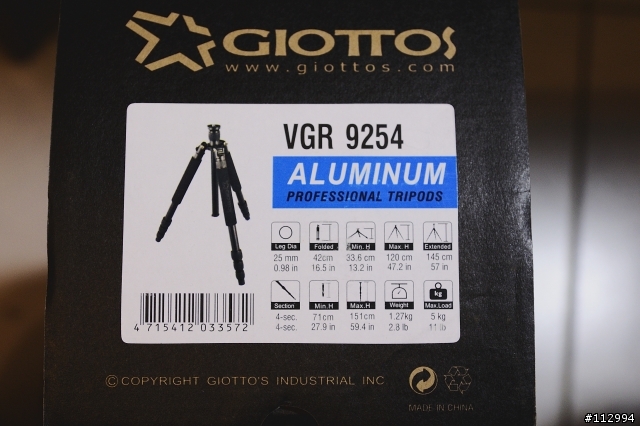 GIOTTOS
www.giottos.com
VGR 9254
ALUMINUM
PROFESSIONAL TRIPODS
Leg Dia Folded Min. H Max. H Extended
25 mm 42cm 33.6 cm 120 cm 145 cm
0.98 in 16.5 in 13.2 in 47.2 in 57 in
kg
Section Min.H Max.H Weight Max.Load
4-sec. 71cm 151cm 1.27kg 5 kg
4-sec. 27.9 in 59.4 in 2.8 lb 11 lb
4 715412 033572
©COPYRIGHT GIOTTO'S INDUSTRIAL INC
MADE IN CHINA
#112994